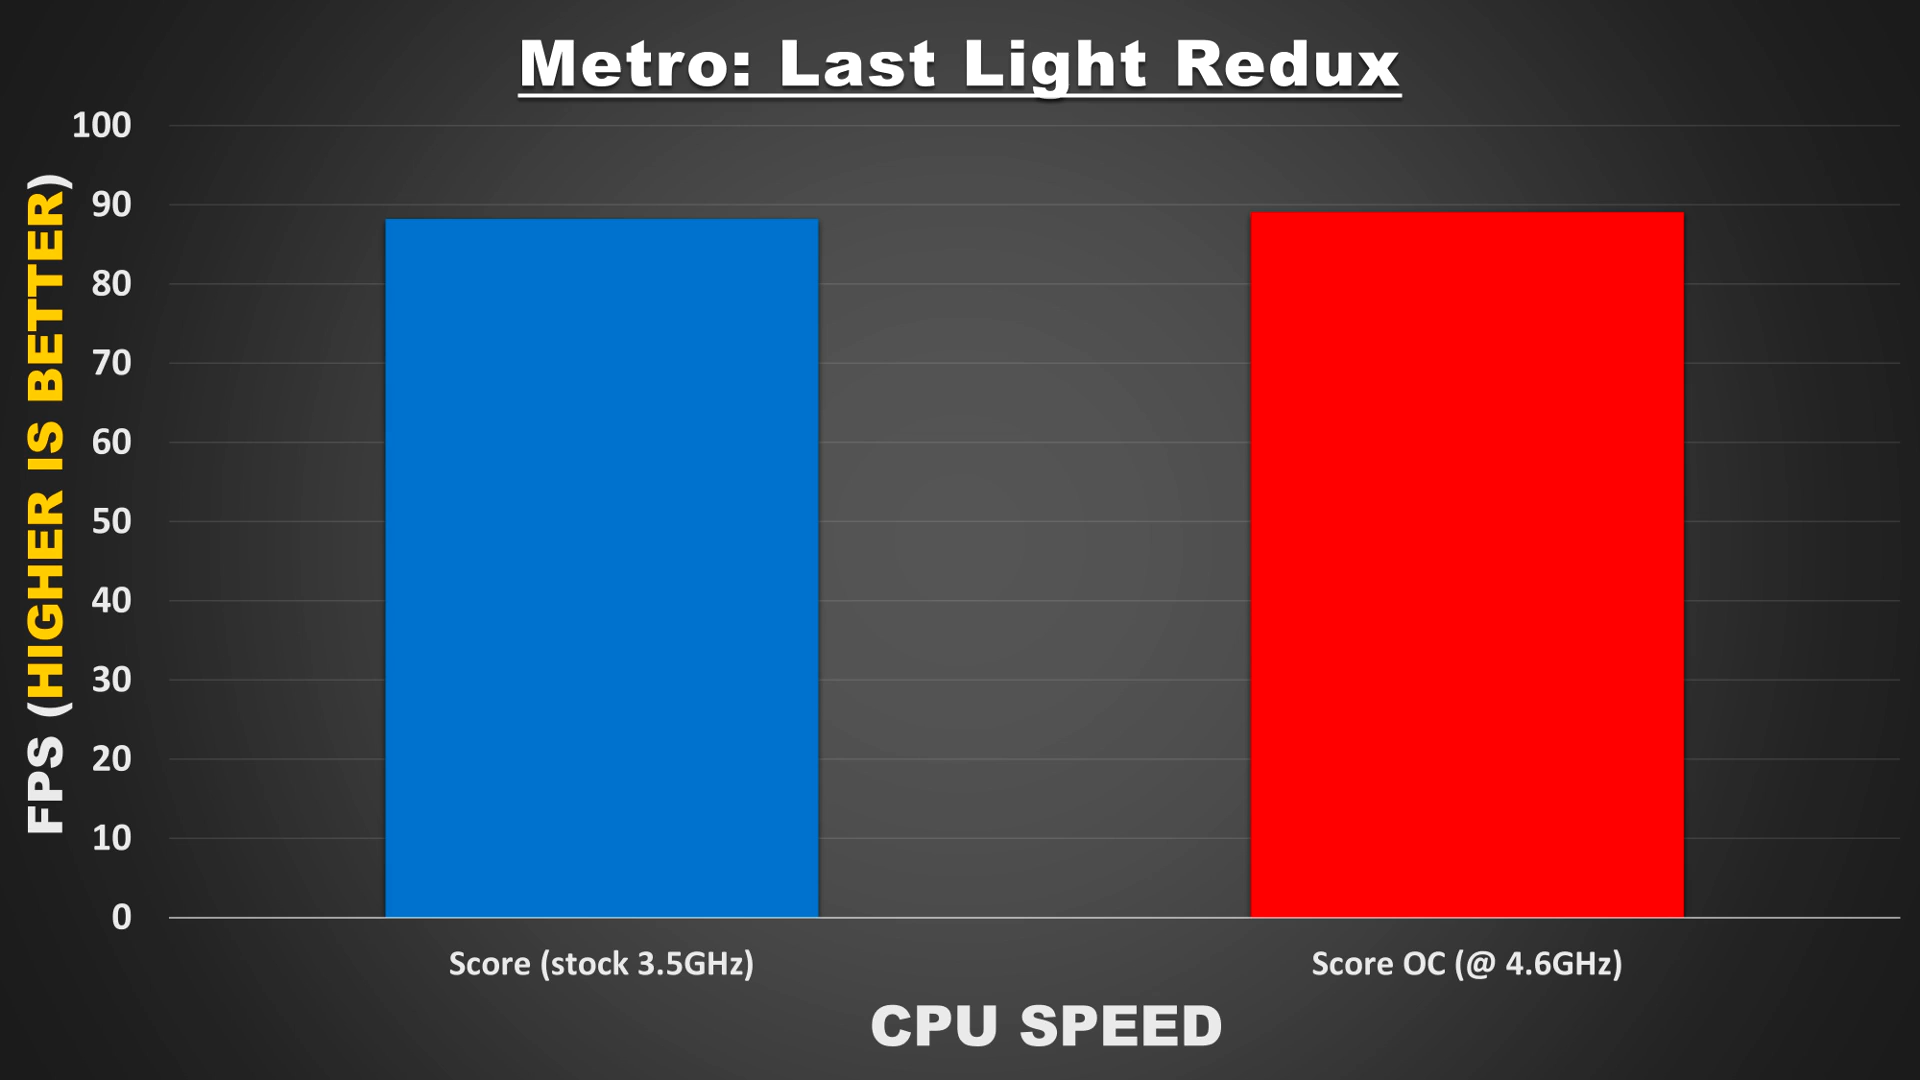 Metro: Last Light Redux
FPS (HIGHER IS BETTER)
100
90
80
70
60
50
40
30
20
10
0
Score (stock 3.5GHz)
Score OC (@ 4.6GHz)
CPU SPEED